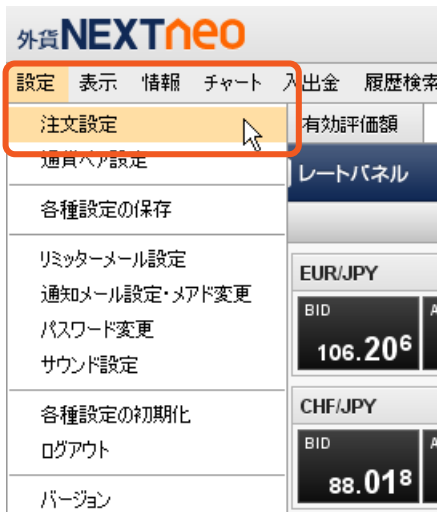 外貨NEXTneo
設定 表示 情報 チャート 入出金 履歴検索
注文設定
有効評価額
通貨ペア設定
レートパネル
各種設定の保存
リミッターメール設定
通知メール設定・メアド変更
パスワード変更
サウンド設定
各種設定の初期化
ログアウト
バージョン
EUR/JPY
BID A
106.206
CHF/JPY
BID A
88.018